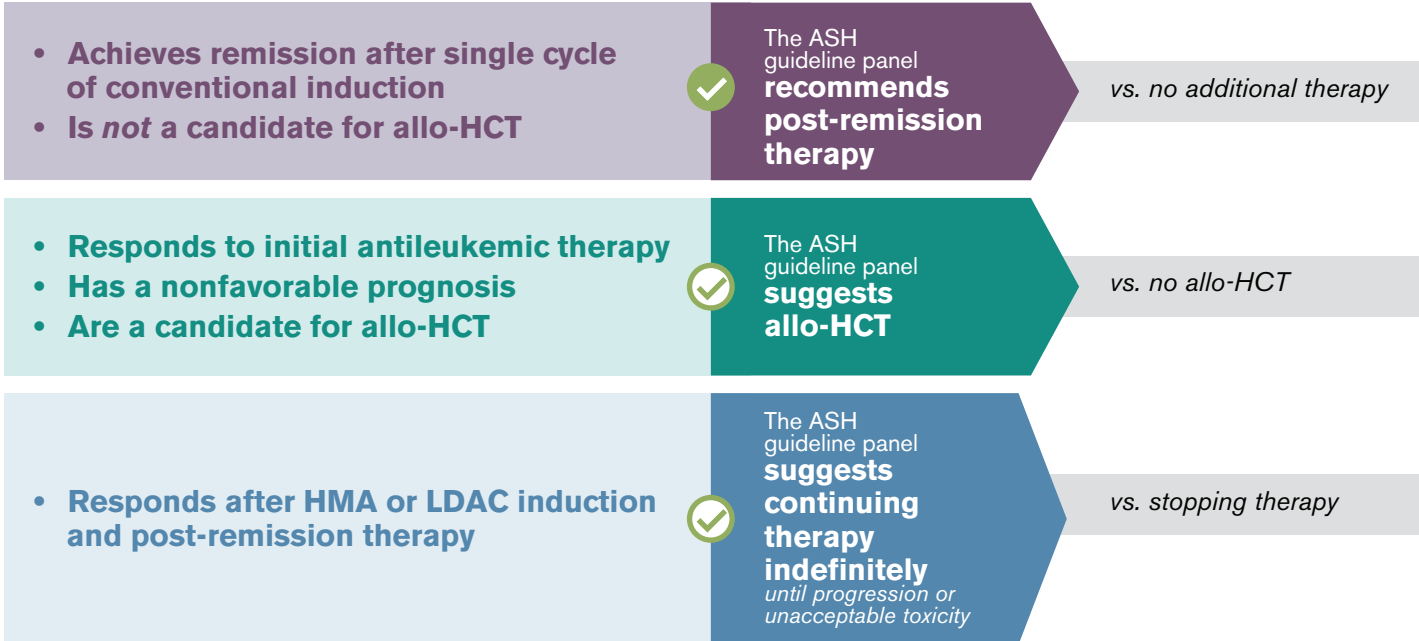 • Achieves remission after single cycle
of conventional induction
• Is not a candidate for allo-HCT
The ASH
guideline panel
recommends
post-remission
therapy
vs. no additional therapy
• Responds to initial antileukemic therapy
• Has a nonfavorable prognosis
• Are a candidate for allo-HCT
The ASH
guideline panel
suggests
allo-HCT
vs. no allo-HCT
• Responds after HMA or LDAC induction
and post-remission therapy
The ASH
guideline panel
suggests
continuing
therapy
indefinitely
until progression or
unacceptable toxicity
vs. stopping therapy